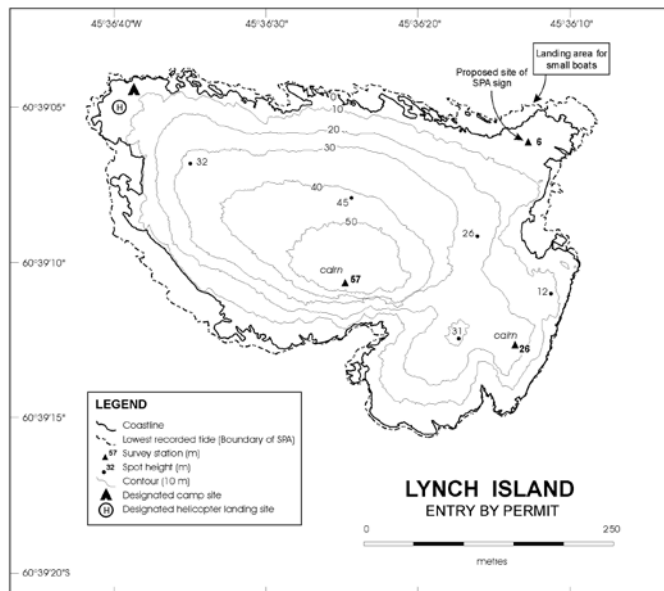 45°36'40"W
45°36'30"
45°36'20"
45°36'10"
Landing area for
small boats
Proposed site of
SPA sign
60°39'05"
H
0
10
20
30
6
32
40
45
50
26
60°39'10"
cairn
57
12
31
cairn
26
60°39'15"
LEGEND
Coastline
Lowest recorded tide (Boundary of SPA)
57 Survey station (m)
32 Spot height (m)
Contour (10 m)
Designated camp site
H Designated helicopter landing site
LYNCH ISLAND
ENTRY BY PERMIT
0 250
metres
60°39'20"S